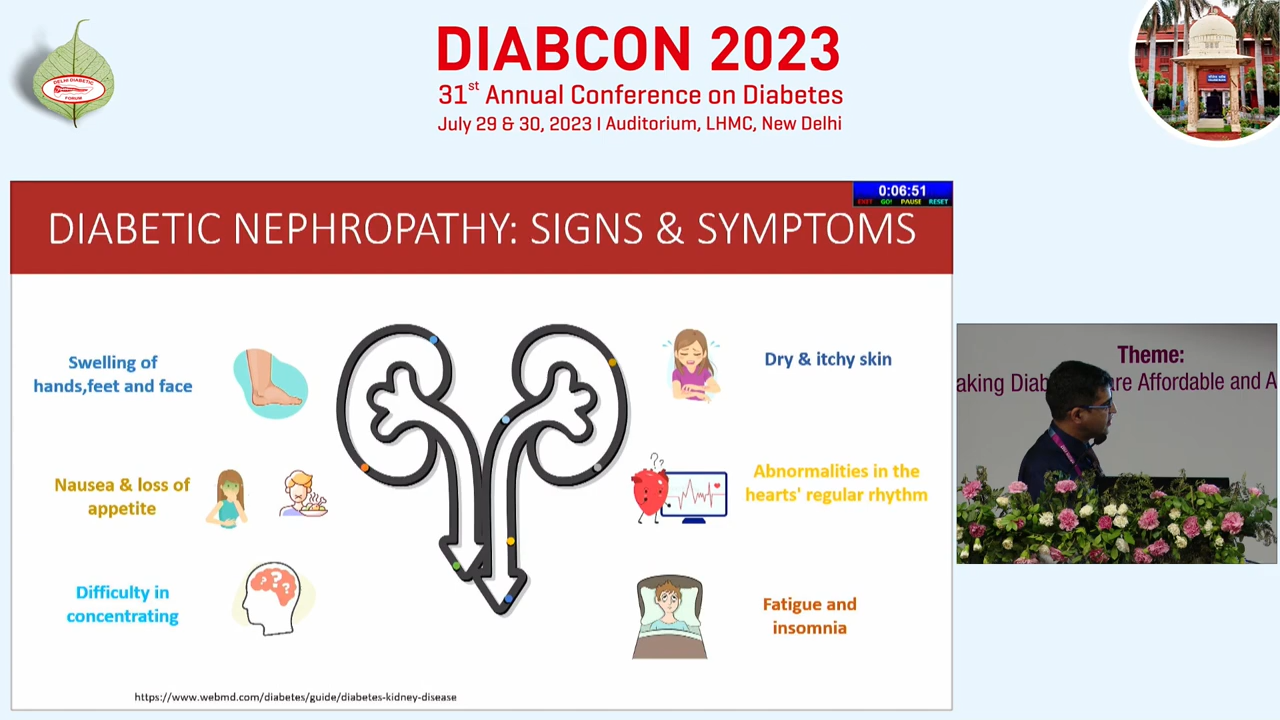 DELHI DIABETIC
FORUM
DIABCON 2023
31st Annual Conference on Diabetes
July 29 & 30, 2023 I Auditorium, LHMC, New Delhi
0:06:51
EXIT GO! PAUSE RESET
DIABETIC NEPHROPATHY: SIGNS & SYMPTOMS
Swelling of
hands,feet and face
Dry & itchy skin
Nausea & loss of
appetite
Abnormalities in the
hearts' regular rhythm
Difficulty in
concentrating
Fatigue and
insomnia
https://www.webmd.com/diabetes/guide/diabetes-kidney-disease
Theme:
aking Diab re Affordable and A